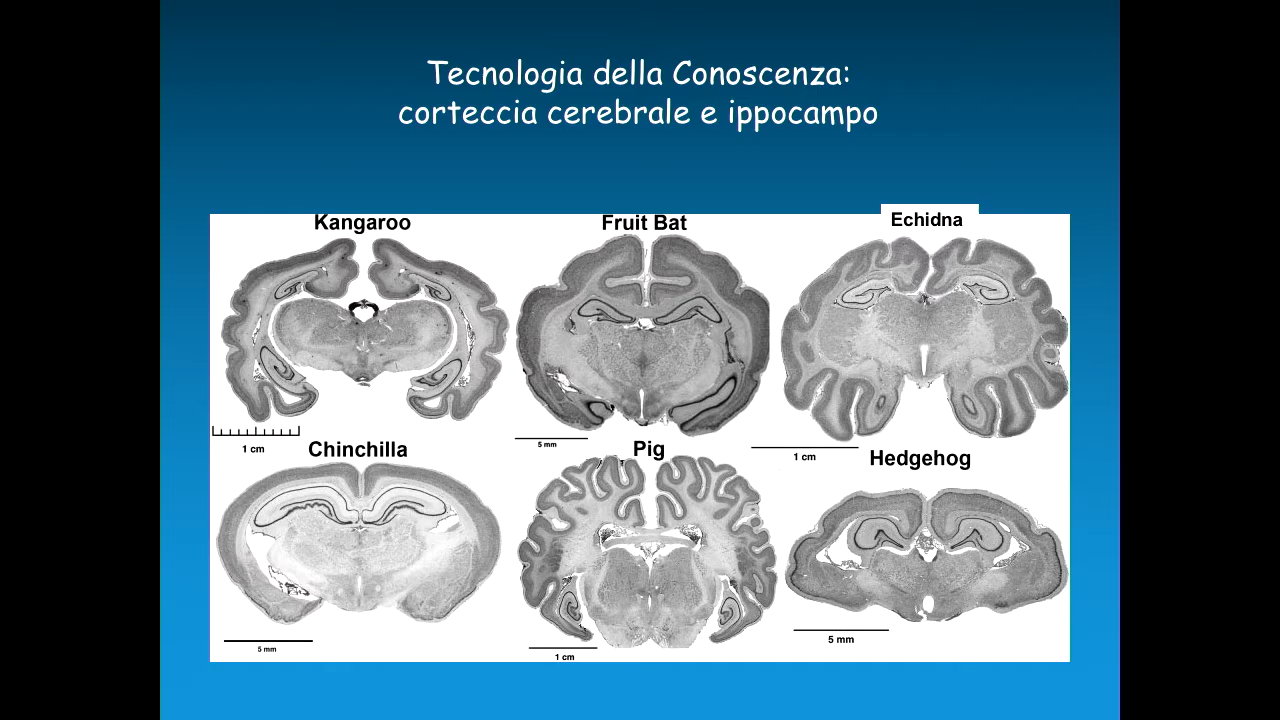 Tecnologia della Conoscenza:
corteccia cerebrale e ippocampo
Kangaroo
Fruit Bat
Echidna
1 cm
5 mm
1 cm
Chinchilla
Pig
Hedgehog
5 mm
1 cm
5 mm